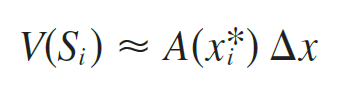 V(Sᵢ) ≈ A(xᵢ*) Δx